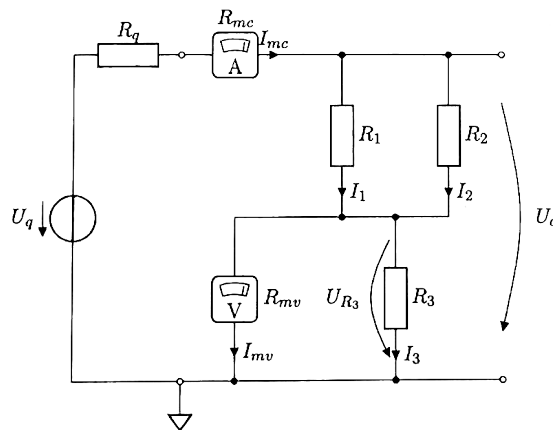 R_mc
R_q
I_mc
A
R_1
R_2
I_1
I_2
U_q
U_o
V
R_mv
U_R3
R_3
I_mv
I_3